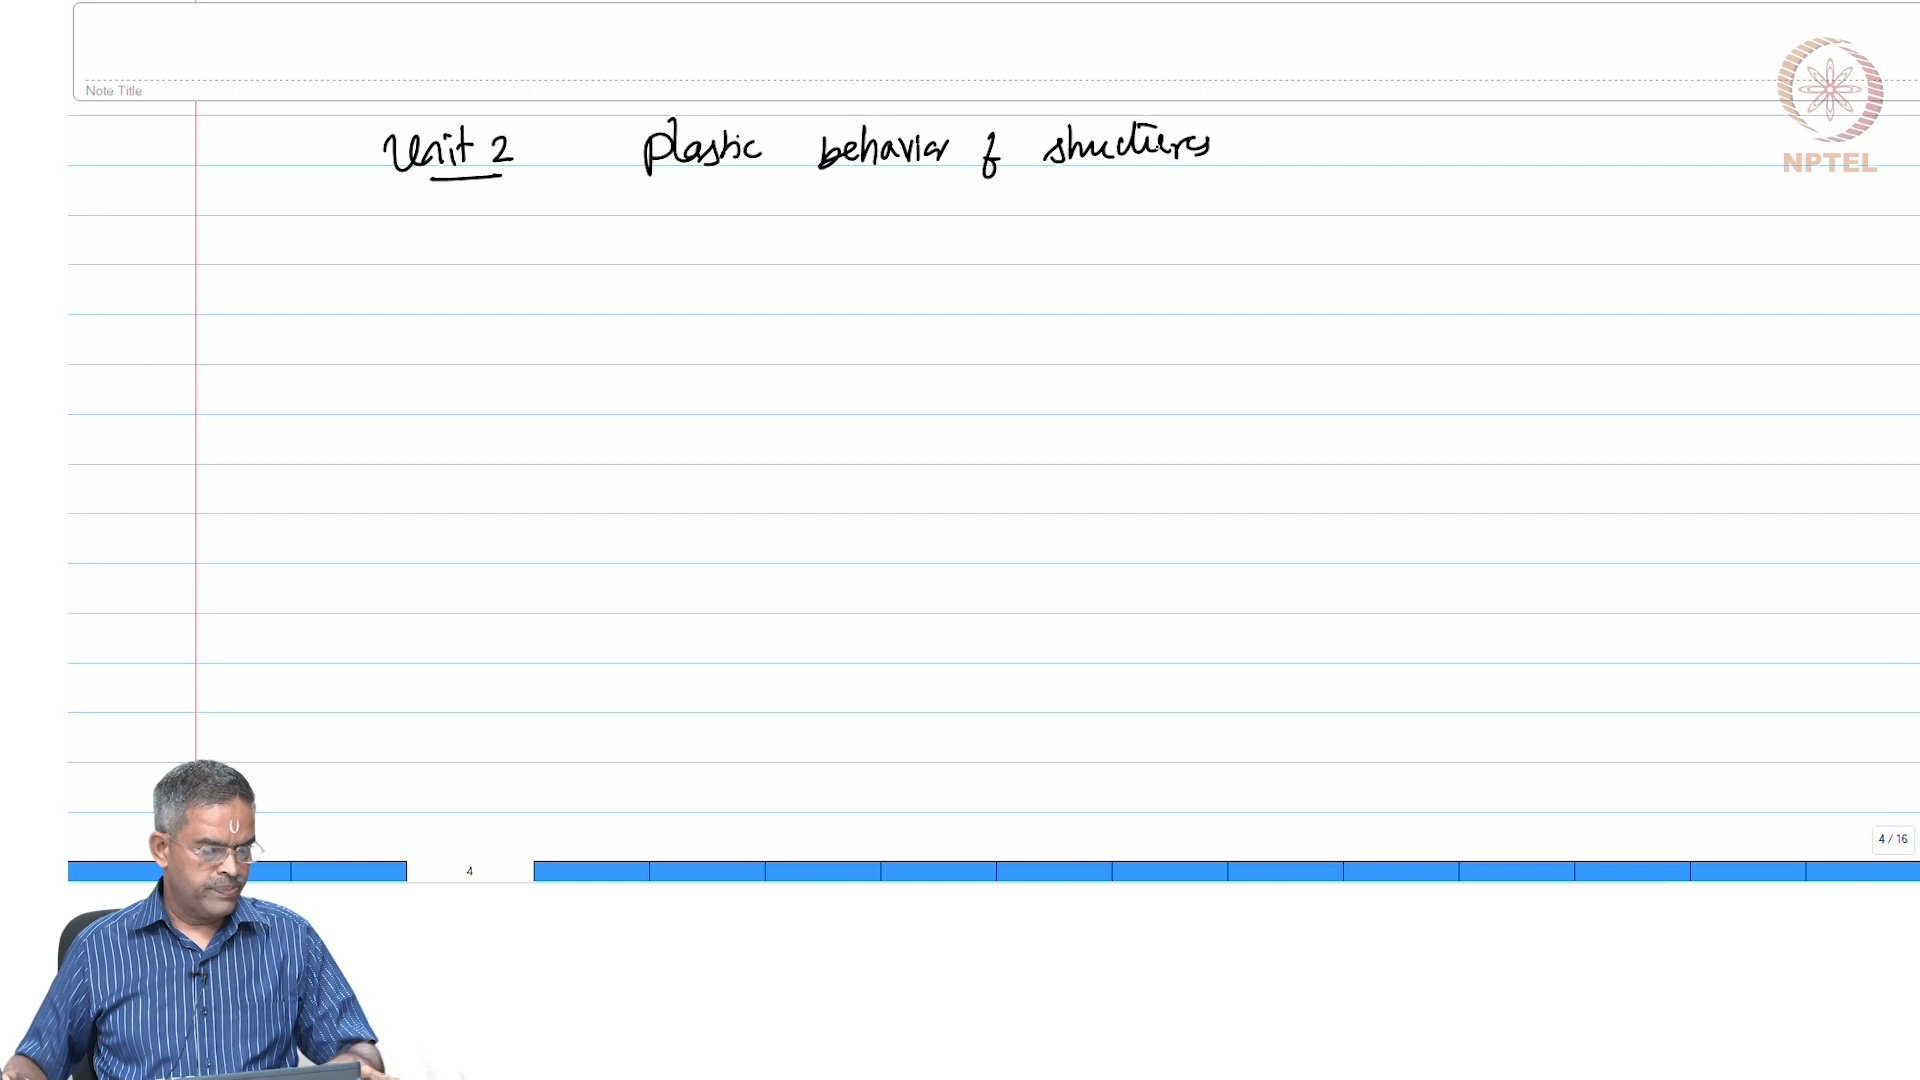 Note Title
Unit 2 plastic behavior of structures
NPTEL
4 / 16
4